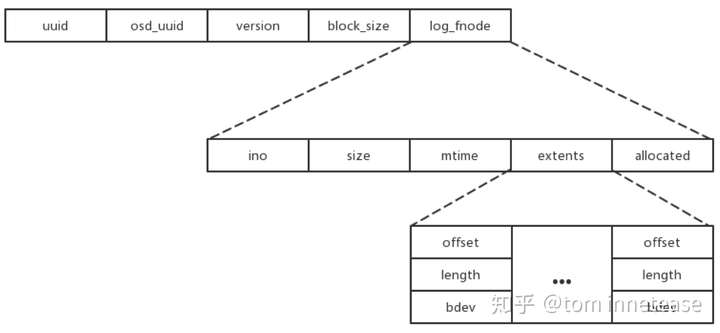 uuid osd_uuid version block_size log_fnode
ino size mtime extents allocated
offset ... offset
length length
bdev bdev
知乎 @tom innetease